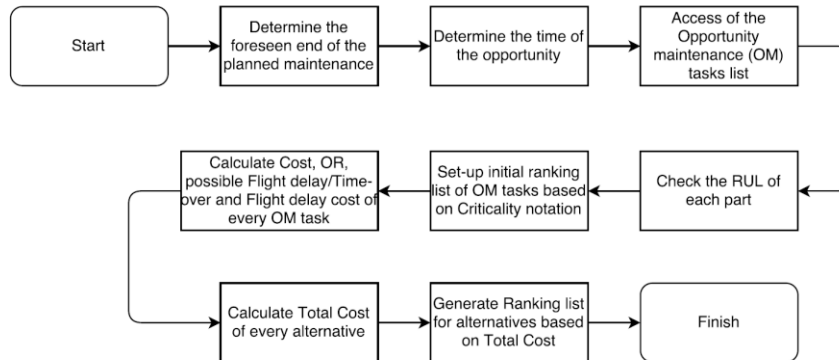 Start
Determine the
foreseen end of the
planned maintenance
Determine the time of
the opportunity
Access of the
Opportunity
maintenance (OM)
tasks list
Check the RUL of
each part
Set-up initial ranking
list of OM tasks based
on Criticality notation
Calculate Cost, OR,
possible Flight delay/Time-
over and Flight delay cost of
every OM task
Calculate Total Cost
of every alternative
Generate Ranking list
for alternatives based
on Total Cost
Finish